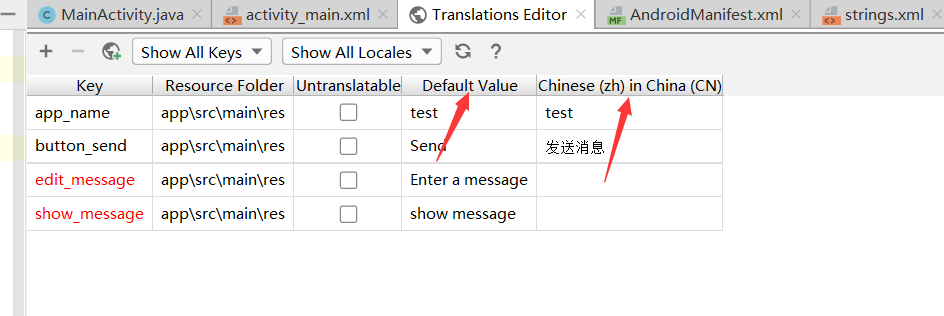 MainActivity.java activity_main.xml Translations Editor AndroidManifest.xml strings.xml
Show All Keys Show All Locales ?
Key Resource Folder Untranslatable Default Value Chinese (zh) in China (CN)
app_name app\src\main\res test test
button_send app\src\main\res Send 发送消息
edit_message app\src\main\res Enter a message
show_message app\src\main\res show message